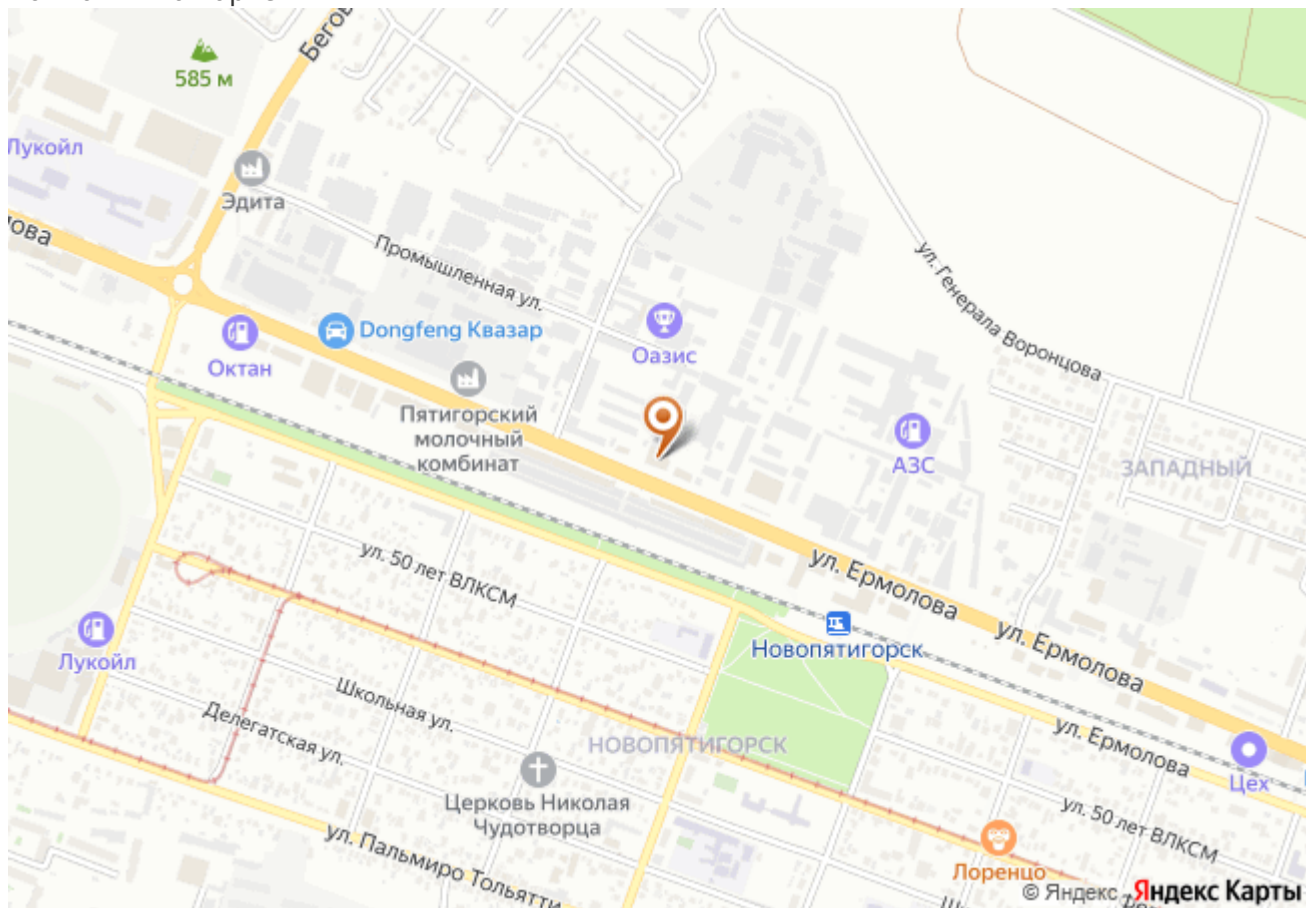 Бегов
585 м
Лукойл
Эдита
ова
Промышленная ул.
ул. Генерала Воронцова
Dongfeng Квазар
Оазис
Октан
Пятигорский
молочный
комбинат
АЗС
ЗАПАДНЫЙ
ул. 50 лет ВЛКСМ
ул. Ермолова
ул. Ермолова
Новопятигорск
Лукойл
Школьная ул.
Делегатская ул.
НОВОПЯТИГОРСК
ул. Ермолова
Цех
Церковь Николая
Чудотворца
ул. 50 лет ВЛКСМ
ул. Пальмиро Тольятти
Лоренцо
© Яндекс Яндекс Карты